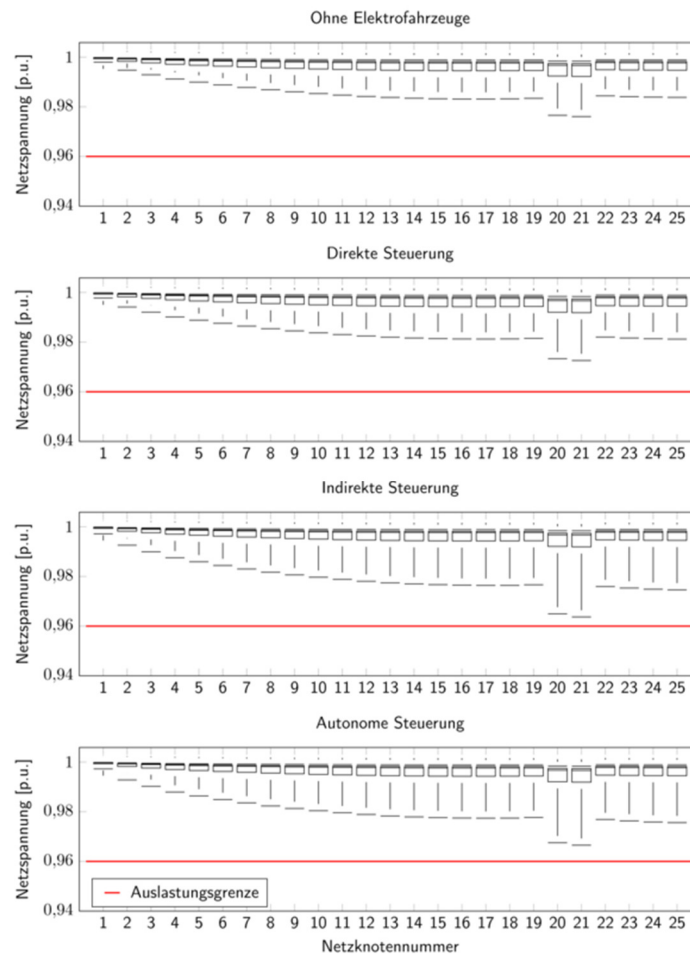 Ohne Elektrofahrzeuge
Netzspannung [p.u.]
1
0,98
0,96
0,94
1 2 3 4 5 6 7 8 9 10 11 12 13 14 15 16 17 18 19 20 21 22 23 24 25
Direkte Steuerung
Netzspannung [p.u.]
1
0,98
0,96
0,94
1 2 3 4 5 6 7 8 9 10 11 12 13 14 15 16 17 18 19 20 21 22 23 24 25
Indirekte Steuerung
Netzspannung [p.u.]
1
0,98
0,96
0,94
1 2 3 4 5 6 7 8 9 10 11 12 13 14 15 16 17 18 19 20 21 22 23 24 25
Autonome Steuerung
Netzspannung [p.u.]
1
0,98
0,96
0,94
Auslastungsgrenze
1 2 3 4 5 6 7 8 9 10 11 12 13 14 15 16 17 18 19 20 21 22 23 24 25
Netzknotennummer